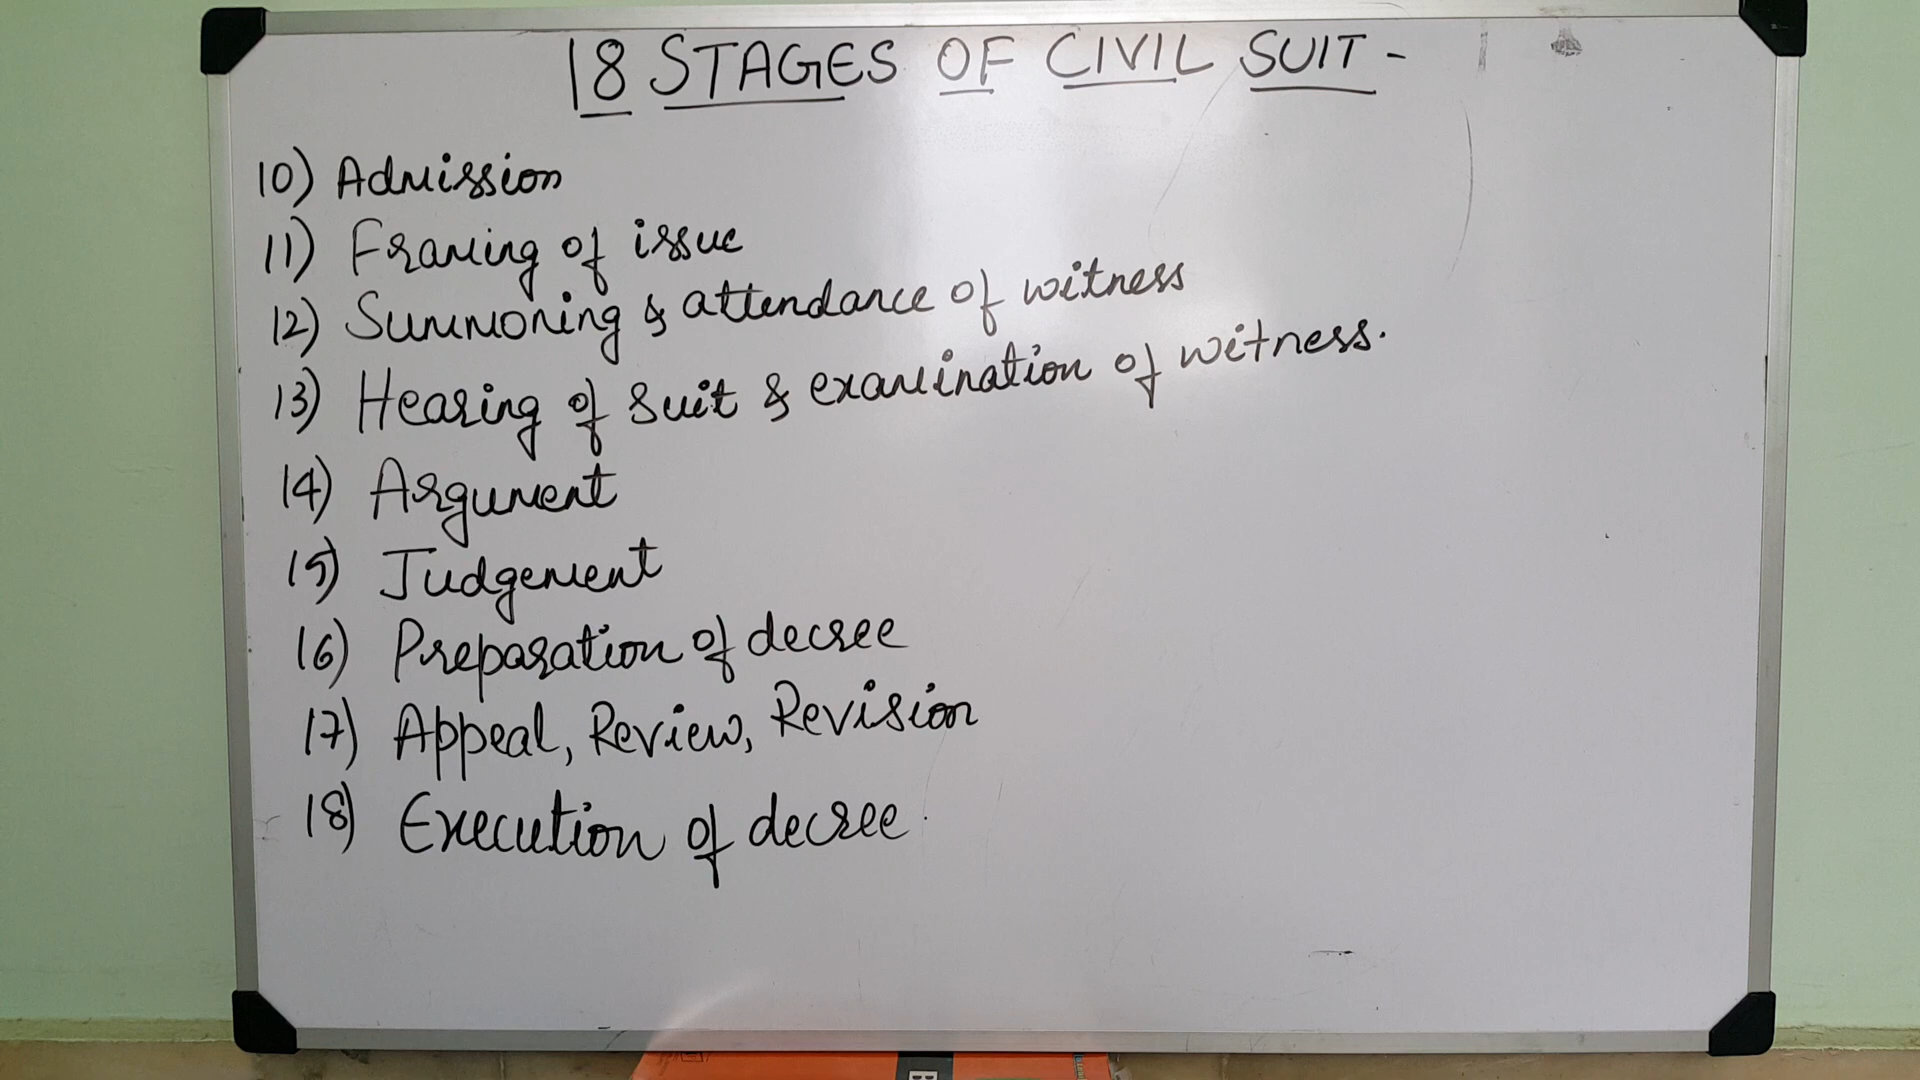 18 STAGES OF CIVIL SUIT -
10) Admission
11) Framing of issue
12) Summoning & attendance of witness
13) Hearing of suit & examination of witness.
14) Argument
15) Judgement
16) Preparation of decree
17) Appeal, Review, Revision
18) Execution of decree